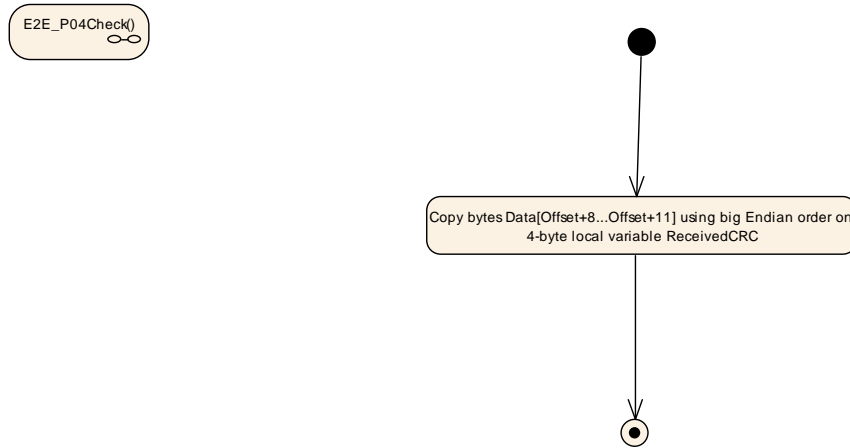 E2E_P04Check()
Copy bytes Data[Offset+8...Offset+11] using big Endian order on
4-byte local variable ReceivedCRC